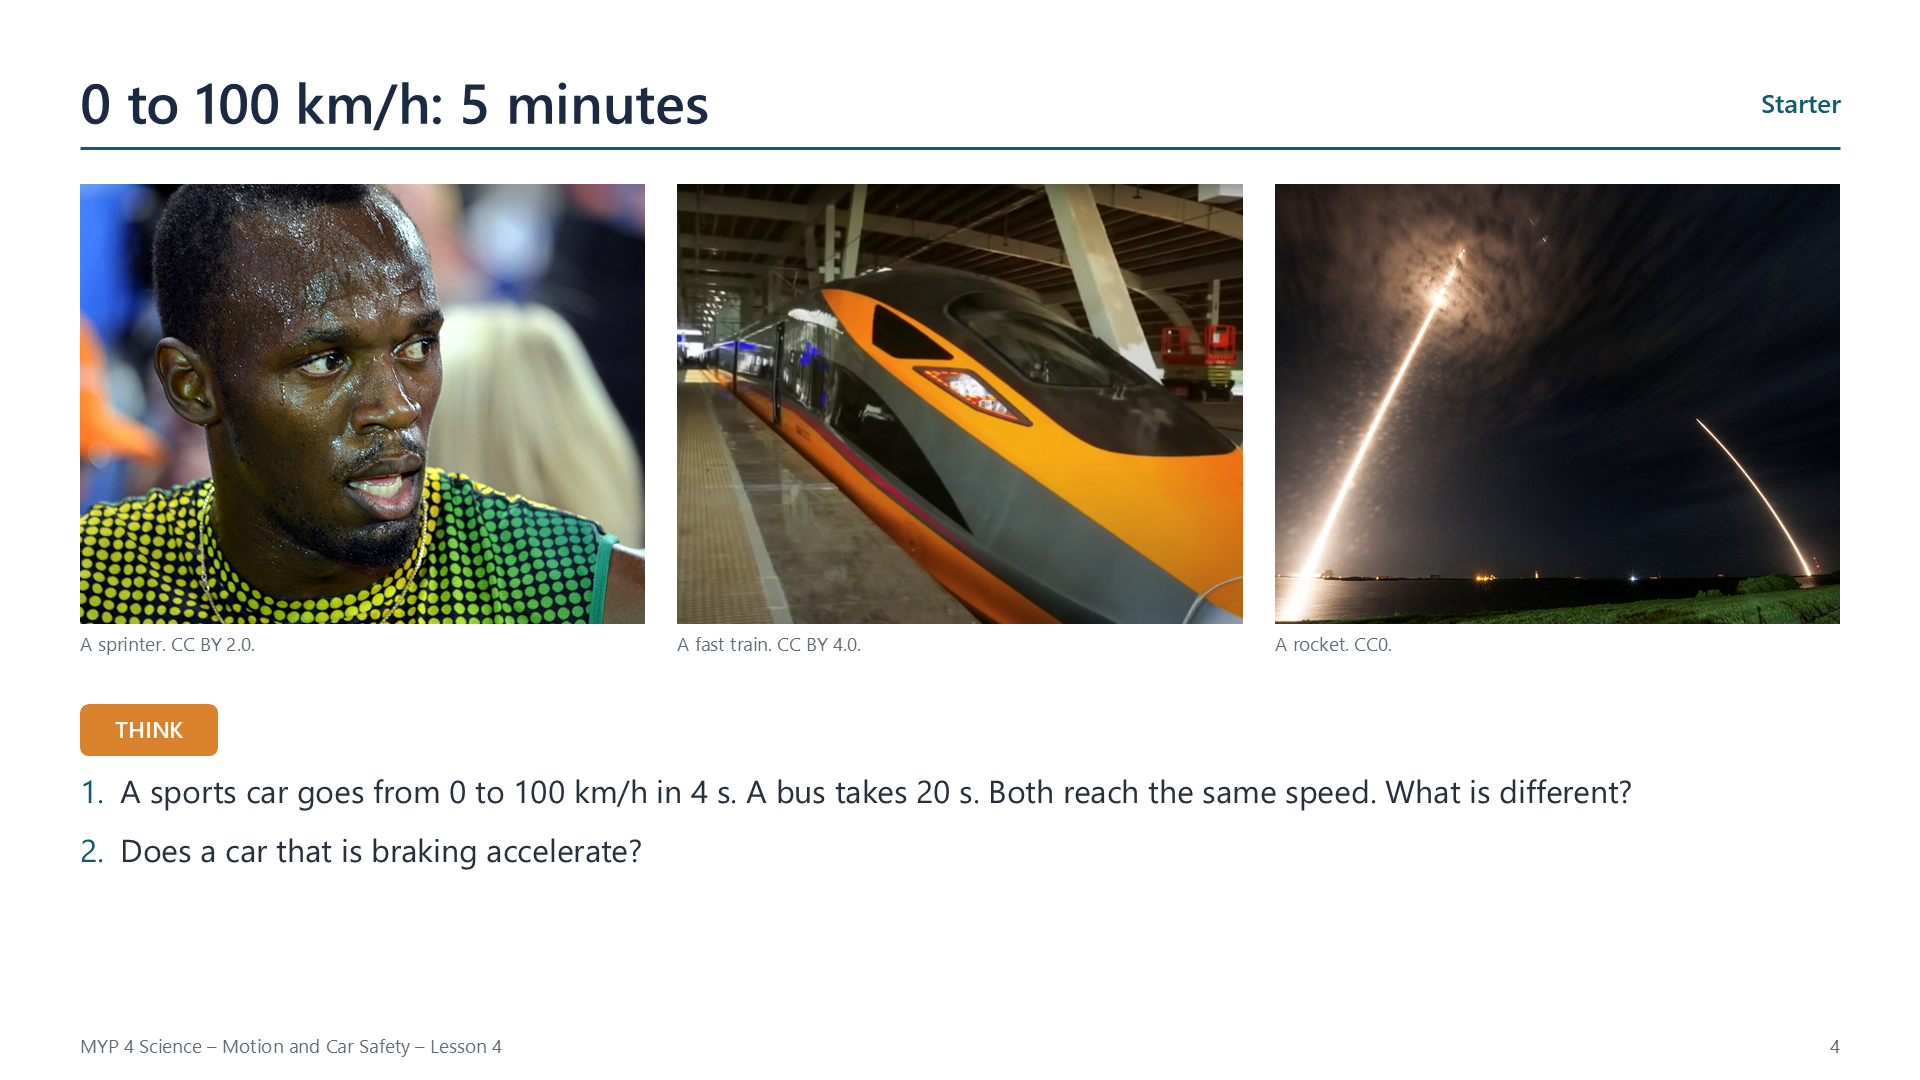 0 to 100 km/h: 5 minutes
Starter
A sprinter. CC BY 2.0.
A fast train. CC BY 4.0.
A rocket. CC0.
THINK
1. A sports car goes from 0 to 100 km/h in 4 s. A bus takes 20 s. Both reach the same speed. What is different?
2. Does a car that is braking accelerate?
MYP 4 Science – Motion and Car Safety – Lesson 4
4